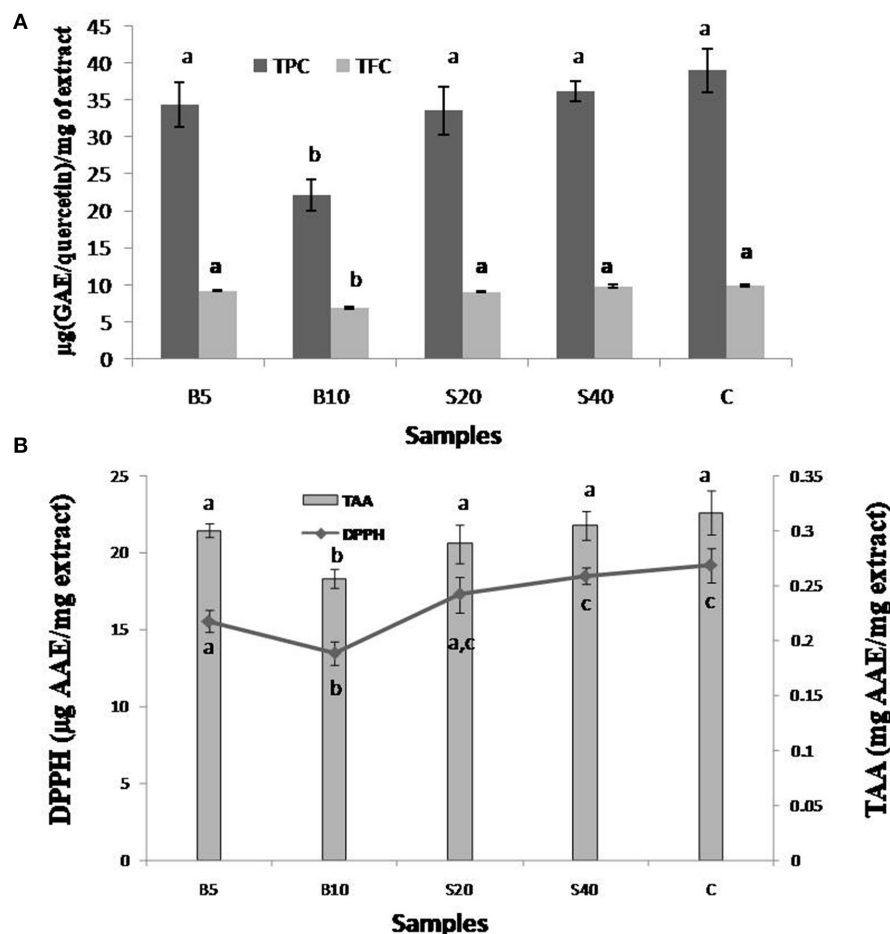 A
45
40
35
30
25
20
15
10
5
0
µg(GAE/quercetin)/mg of extract
TPC TFC
a b a a a
a b a a a
B5 B10 S20 S40 C
Samples
B
25
20
15
10
5
0
DPPH (µg AAE/mg extract)
TAA
DPPH
a b a a a
a b a,c c c
0.35
0.3
0.25
0.2
0.15
0.1
0.05
0
TAA (mg AAE/mg extract)
B5 B10 S20 S40 C
Samples